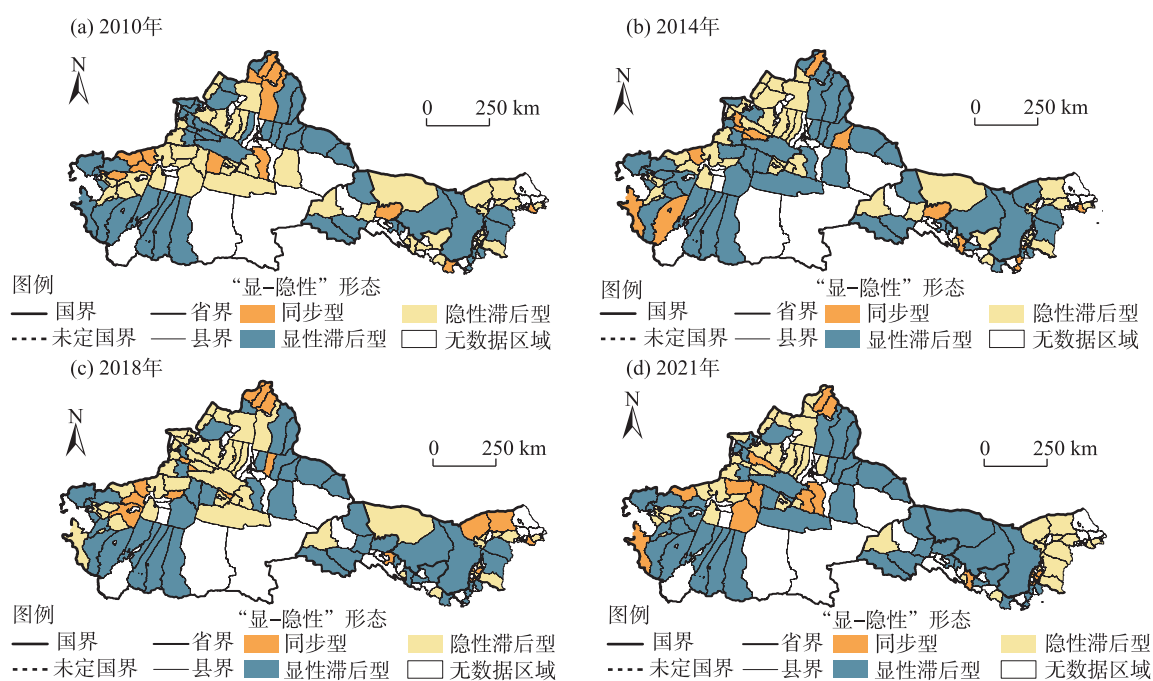 (a) 2010年
N
0 250 km
图例
“显−隐性”形态
国界 省界 同步型 隐性滞后型
未定国界 县界 显性滞后型 无数据区域
(b) 2014年
N
0 250 km
图例
“显−隐性”形态
国界 省界 同步型 隐性滞后型
未定国界 县界 显性滞后型 无数据区域
(c) 2018年
N
0 250 km
图例
“显−隐性”形态
国界 省界 同步型 隐性滞后型
未定国界 县界 显性滞后型 无数据区域
(d) 2021年
N
0 250 km
图例
“显−隐性”形态
国界 省界 同步型 隐性滞后型
未定国界 县界 显性滞后型 无数据区域